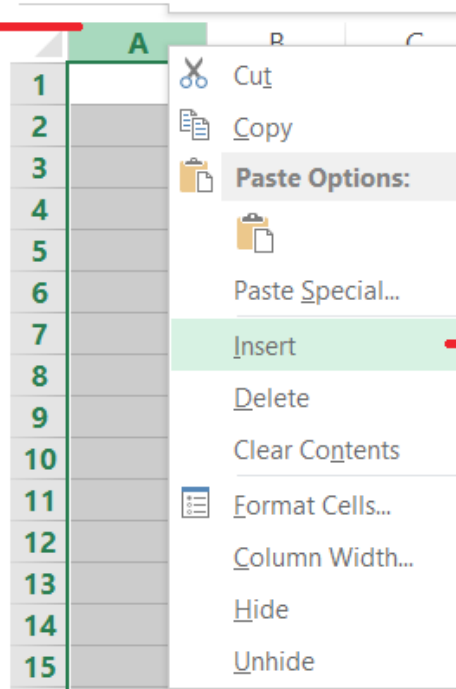 A B C
1
Cut
2
Copy
3
Paste Options:
4
5
6
Paste Special...
7
Insert
8
Delete
9
10
Clear Contents
11
Format Cells...
12
Column Width...
13
14
Hide
15
Unhide